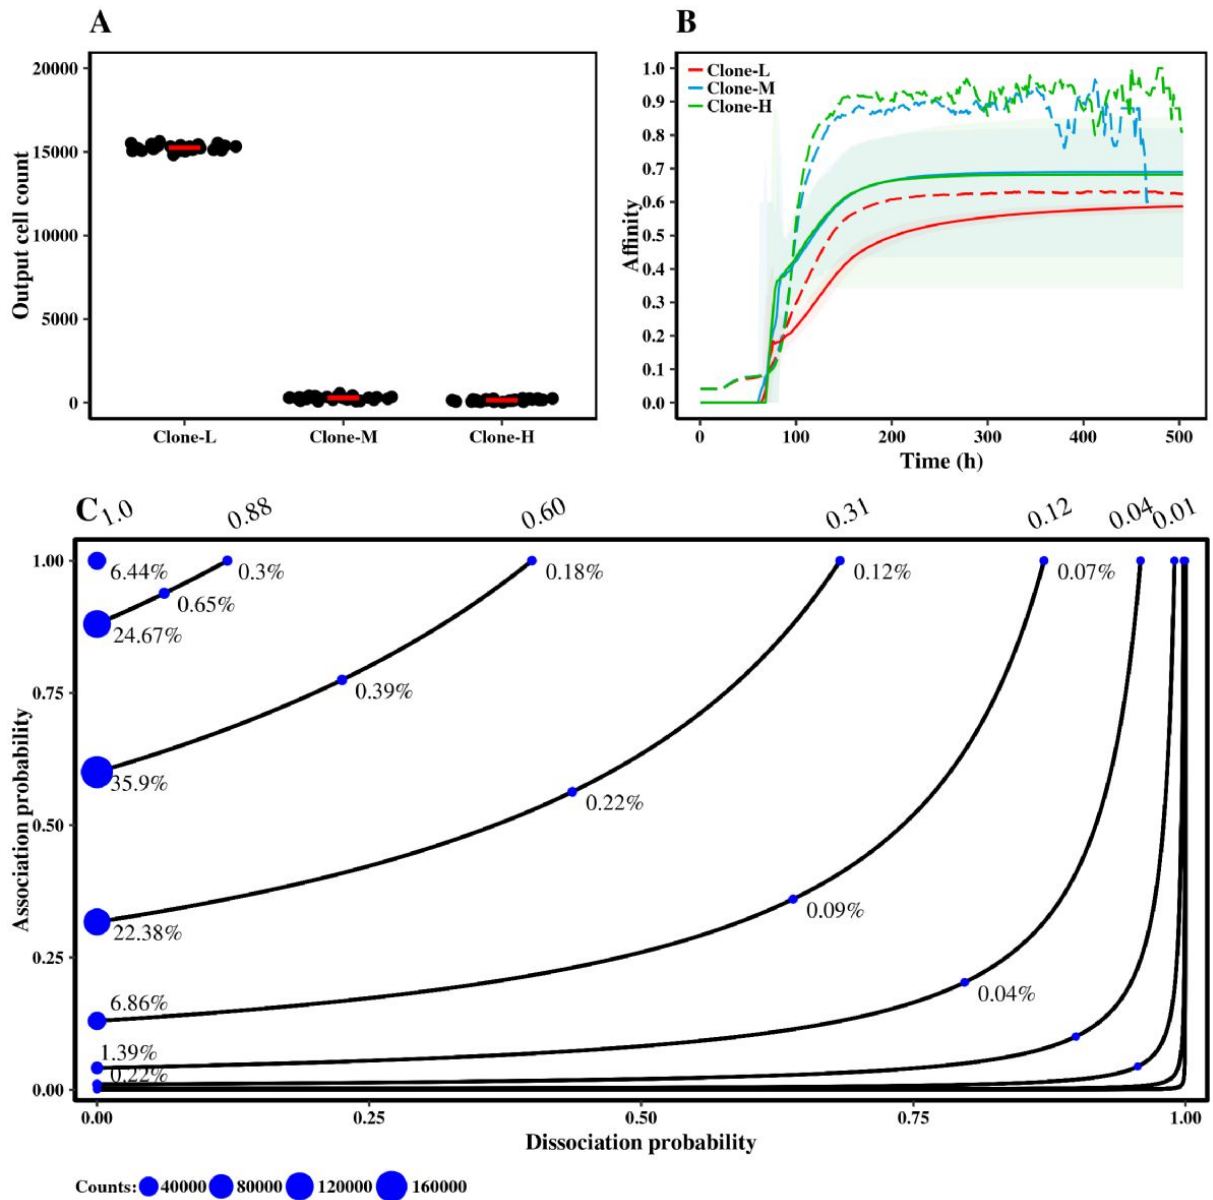 A
Output cell count
20000
15000
10000
5000
0
Clone-L Clone-M Clone-H
B
Affinity
1.0
0.9
0.8
0.7
0.6
0.5
0.4
0.3
0.2
0.1
0.0
Clone-L
Clone-M
Clone-H
0 100 200 300 400 500
Time (h)
C
1.0 0.88 0.60 0.31 0.12 0.04 0.01
Association probability
1.00
0.75
0.50
0.25
0.00
6.44% 0.3% 0.18% 0.12% 0.07%
0.65%
24.67%
0.39%
35.9%
0.22%
22.38%
0.09%
6.86%
0.04%
1.39%
0.22%
0.00 0.25 0.50 0.75 1.00
Dissociation probability
Counts: 40000 80000 120000 160000